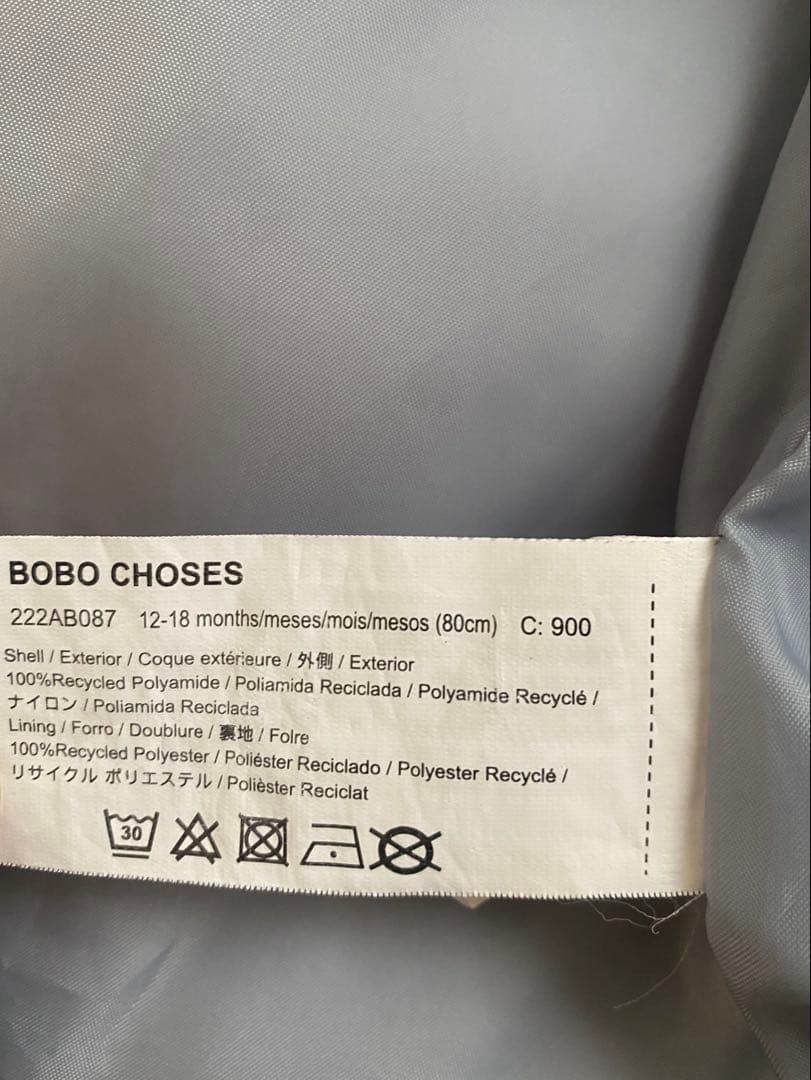 BOBO CHOSES
222AB087 12-18 months/meses/mois/mesos (80cm) C: 900
Shell / Exterior / Coque extérieure / 外側 / Exterior
100%Recycled Polyamide / Poliamida Reciclada / Polyamide Recyclé /
ナイロン / Poliamida Reciclada
Lining / Forro / Doublure / 裏地 / Folre
100%Recycled Polyester / Poliéster Reciclado / Polyester Recyclé /
リサイクル ポリエステル / Polièster Reciclat
30